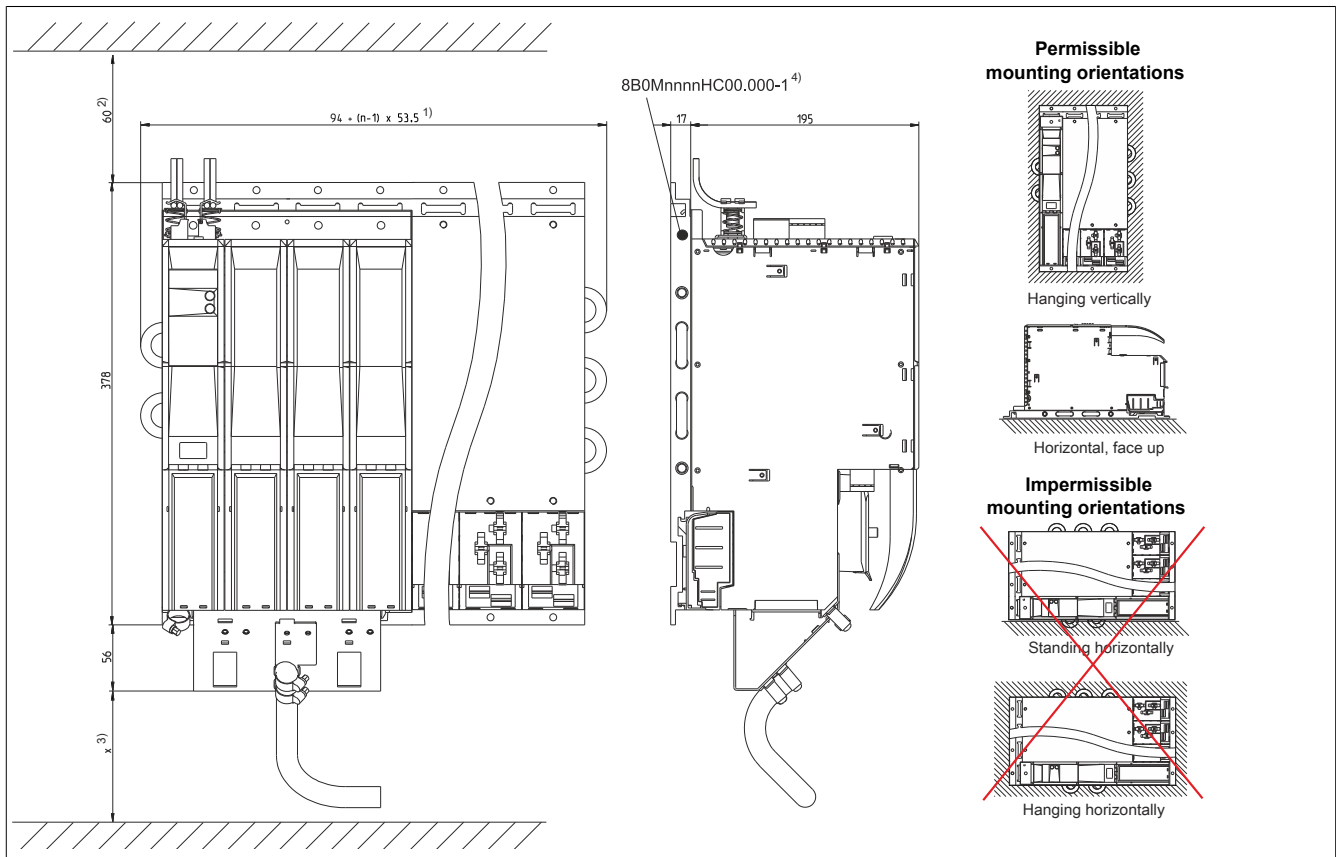 60 2)
94 + (n-1) x 53.5 1)
378
56
x 3)
8B0MnnnnHC00.000-1 4)
17
195
Permissible
mounting orientations
Hanging vertically
Horizontal, face up
Impermissible
mounting orientations
Standing horizontally
Hanging horizontally